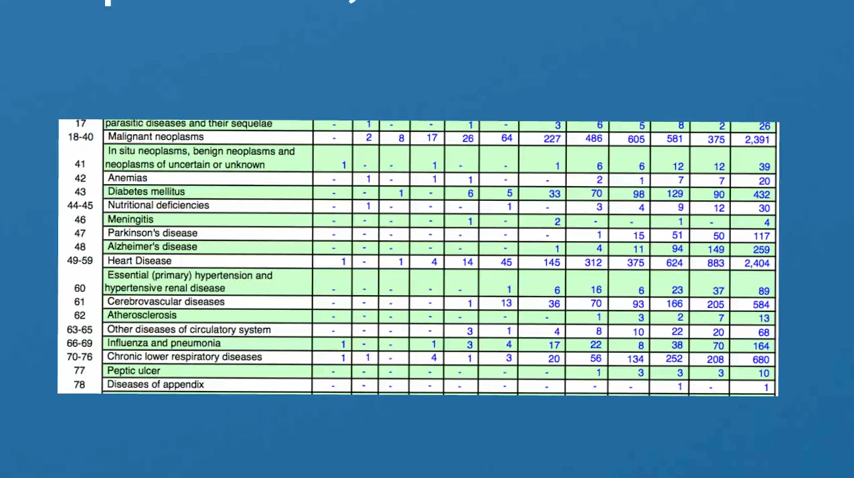 17 parasitic diseases and their sequelae - 1 - - 1 - 3 6 5 8 2 26
18-40 Malignant neoplasms - 2 8 17 26 64 227 486 605 581 375 2,391
In situ neoplasms, benign neoplasms and
41 neoplasms of uncertain or unknown 1 - - 1 - - 1 6 6 12 12 39
42 Anemias - 1 - 1 1 - - 2 1 7 7 20
43 Diabetes mellitus - - 1 - 6 5 33 70 98 129 90 432
44-45 Nutritional deficiencies - 1 - - - 1 - 3 4 9 12 30
46 Meningitis - - - - 1 - 2 - - 1 - 4
47 Parkinson's disease - - - - - - - 1 15 51 50 117
48 Alzheimer's disease - - - - - - 1 4 11 94 149 259
49-59 Heart Disease 1 - 1 4 14 45 145 312 375 624 883 2,404
Essential (primary) hypertension and
60 hypertensive renal disease - - - - - 1 6 16 6 23 37 89
61 Cerebrovascular diseases - - - - 1 13 36 70 93 166 205 584
62 Atherosclerosis - - - - - - - 1 3 2 7 13
63-65 Other diseases of circulatory system - - - - 3 1 4 8 10 22 20 68
66-69 Influenza and pneumonia 1 - - 1 3 4 17 22 8 38 70 164
70-76 Chronic lower respiratory diseases 1 1 - 4 1 3 20 56 134 252 208 680
77 Peptic ulcer - - - - - - - 1 3 3 3 10
78 Diseases of appendix - - - - - - - - - 1 - 1